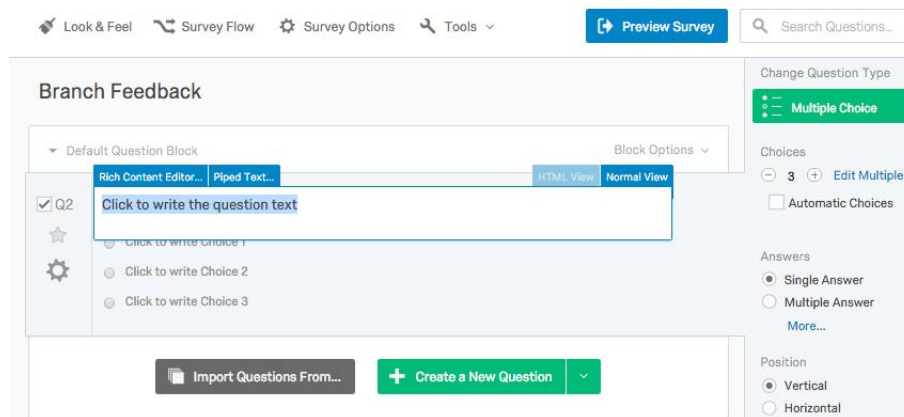 Look & Feel
Survey Flow
Survey Options
Tools
Preview Survey
Search Questions...
Branch Feedback
Default Question Block
Block Options
Rich Content Editor...
Piped Text...
HTML View
Normal View
Q2
Click to write the question text
Click to write Choice 1
Click to write Choice 2
Click to write Choice 3
Import Questions From...
Create a New Question
Change Question Type
Multiple Choice
Choices
3
Edit Multiple
Automatic Choices
Answers
Single Answer
Multiple Answer
More...
Position
Vertical
Horizontal